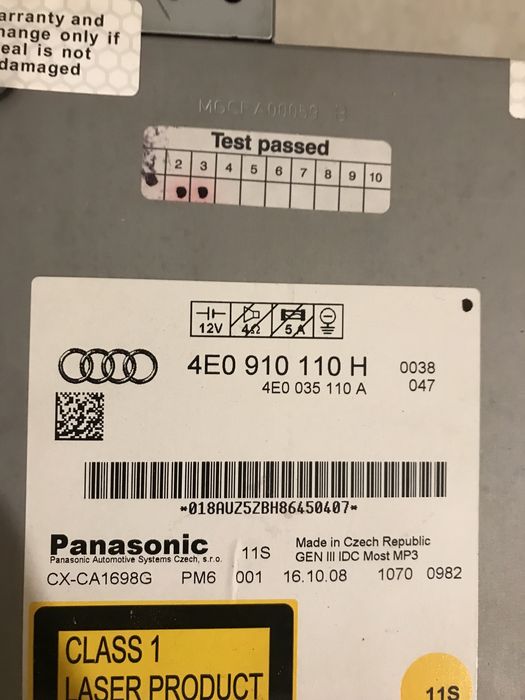 arranty and
hange only if
eal is not
damaged
Test passed
2 3 4 5 6 7 8 9 10
12V 4Ω 5A
4E0 910 110 H 0038
4E0 035 110 A 047
*018AUZ5ZBH86450407*
Panasonic 11S Made in Czech Republic
Panasonic Automotive Systems Czech, s.r.o. GEN III IDC Most MP3
CX-CA1698G PM6 001 16.10.08 1070 0982
CLASS 1
LASER PRODUCT
11S